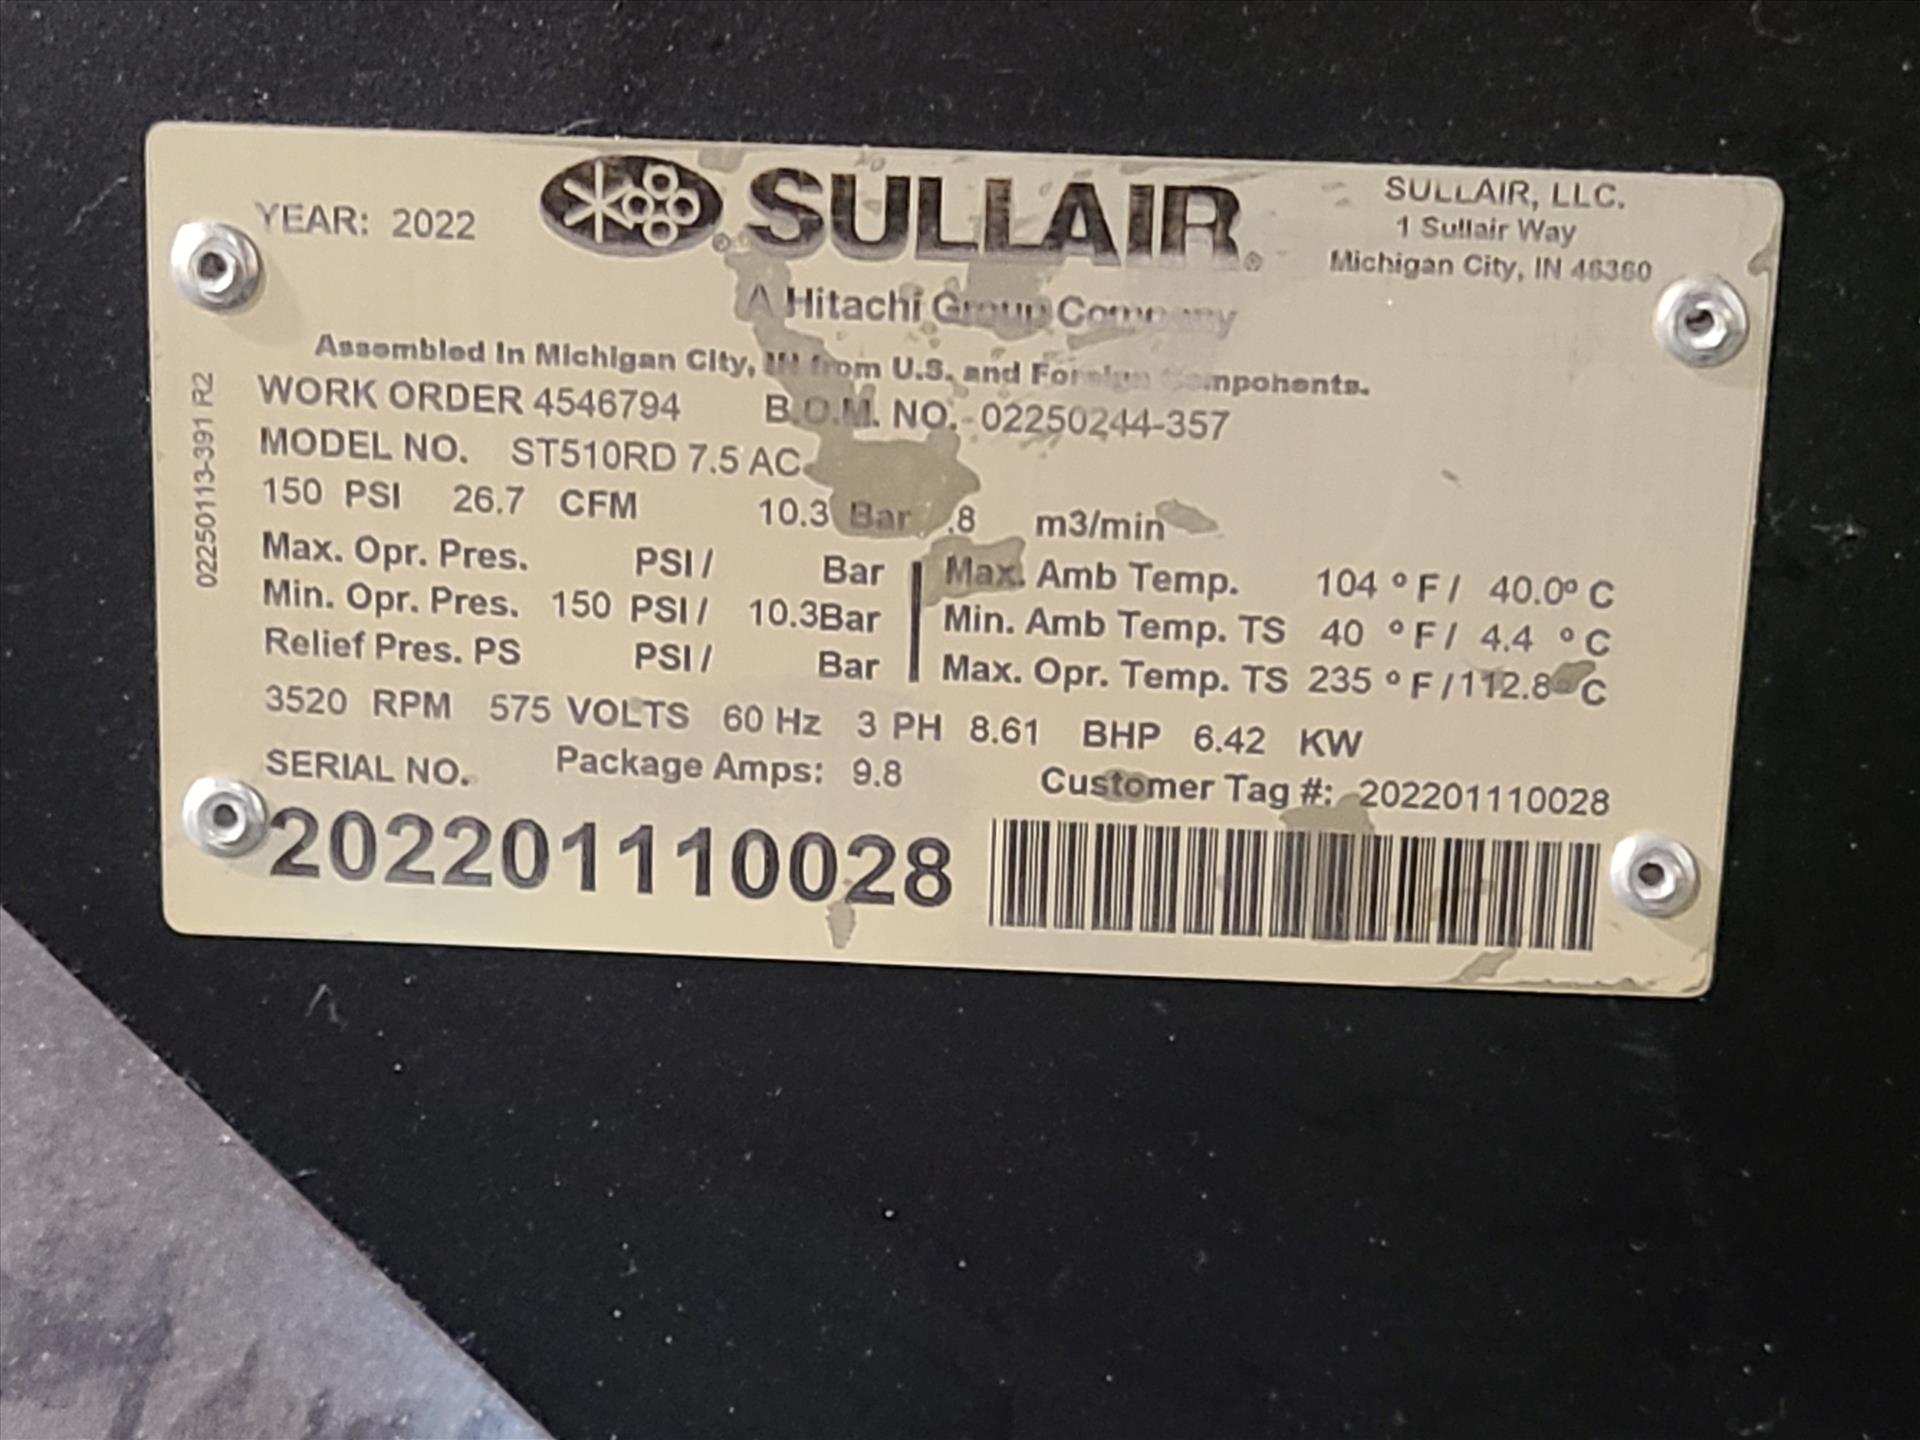 YEAR: 2022
SULLAIR®
SULLAIR, LLC.
1 Sullair Way
Michigan City, IN 46360
A Hitachi Group Company
Assembled In Michigan City, IN from U.S. and Foreign Components.
WORK ORDER 4546794 B.O.M. NO. 02250244-357
MODEL NO. ST510RD 7.5 AC
150 PSI 26.7 CFM 10.3 Bar .8 m3/min
Max. Opr. Pres. PSI / Bar
Min. Opr. Pres. 150 PSI / 10.3Bar
Relief Pres. PS PSI / Bar
Max. Amb Temp. 104 °F / 40.0° C
Min. Amb Temp. TS 40 °F / 4.4 °C
Max. Opr. Temp. TS 235 °F /112.8° C
3520 RPM 575 VOLTS 60 Hz 3 PH 8.61 BHP 6.42 KW
SERIAL NO. Package Amps: 9.8 Customer Tag #: 202201110028
202201110028
02250113-391 R2